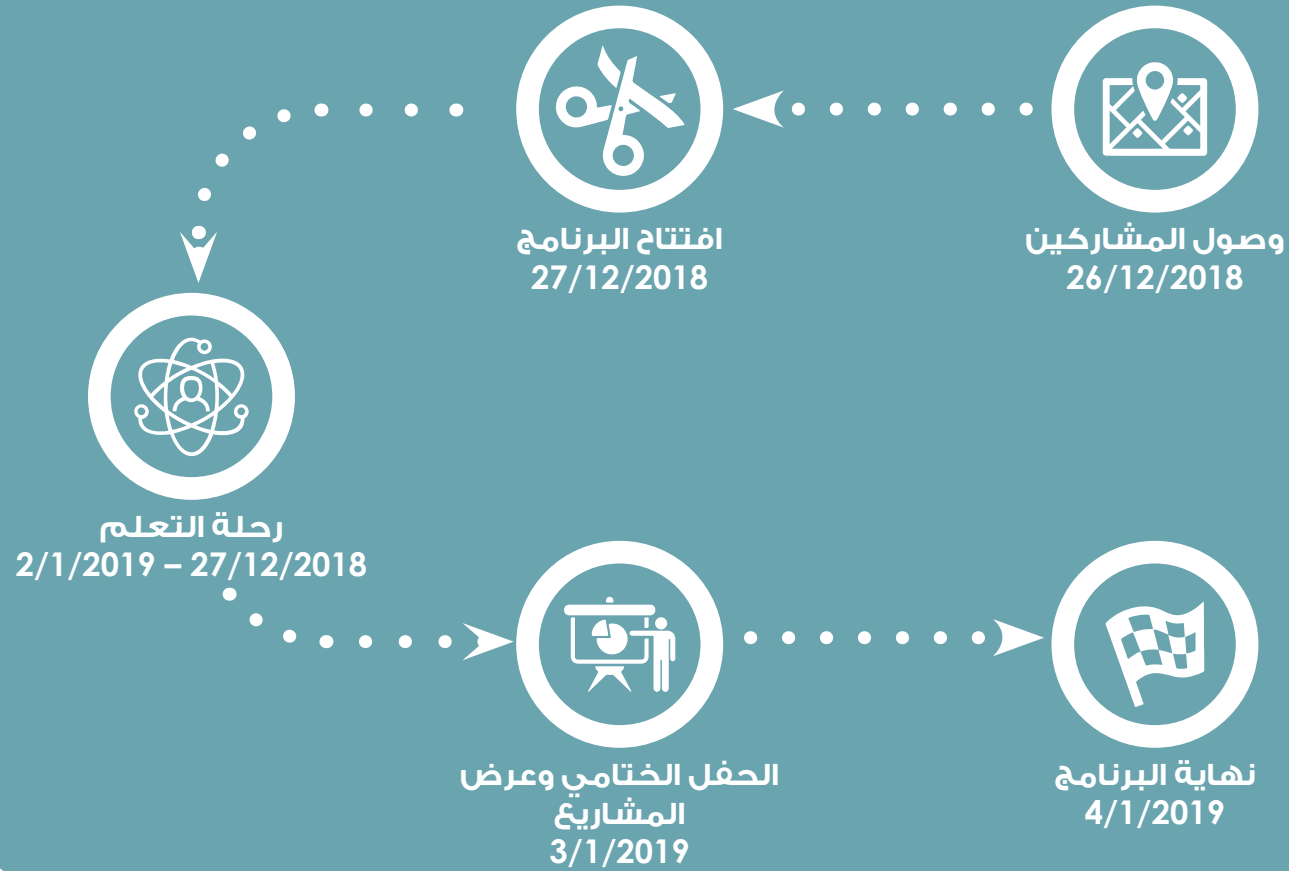 وصول المشاركين
26/12/2018
افتتاح البرنامج
27/12/2018
رحلة التعلم
27/12/2018 – 2/1/2019
الحفل الختامي وعرض
المشاريع
3/1/2019
نهاية البرنامج
4/1/2019